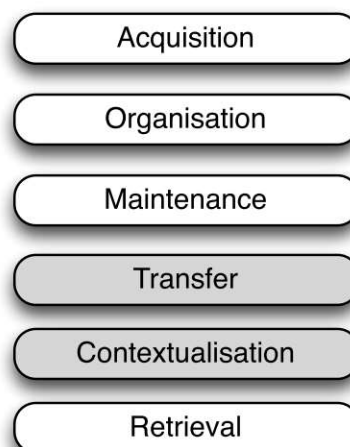 Acquisition
Organisation
Maintenance
Transfer
Contextualisation
Retrieval